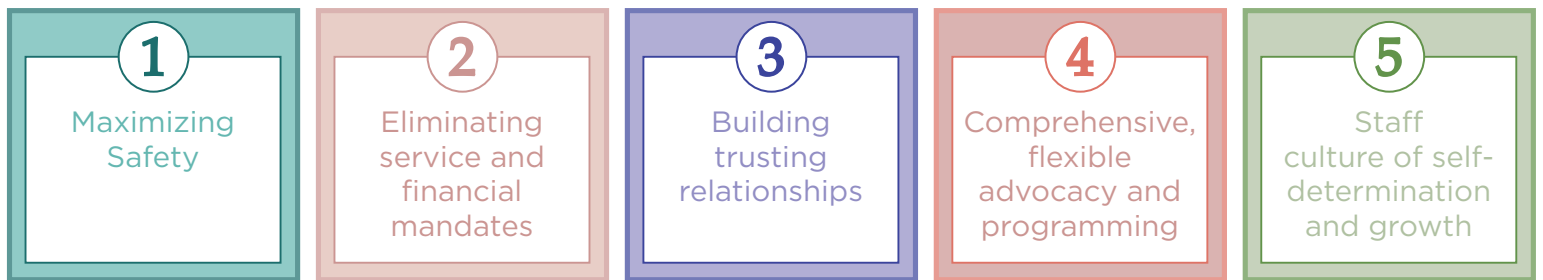 1
Maximizing
Safety
2
Eliminating
service and
financial
mandates
3
Building
trusting
relationships
4
Comprehensive,
flexible
advocacy and
programming
5
Staff
culture of self-
determination
and growth